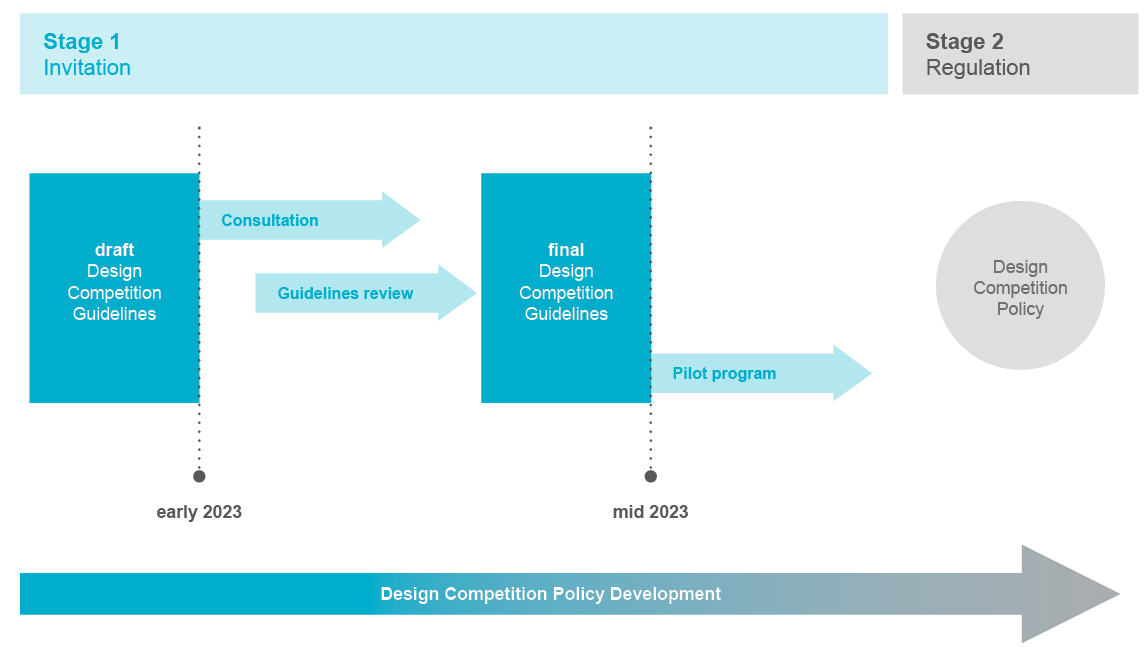 Stage 1
Invitation
Stage 2
Regulation
draft
Design
Competition
Guidelines
Consultation
Guidelines review
final
Design
Competition
Guidelines
Pilot program
Design
Competition
Policy
early 2023
mid 2023
Design Competition Policy Development